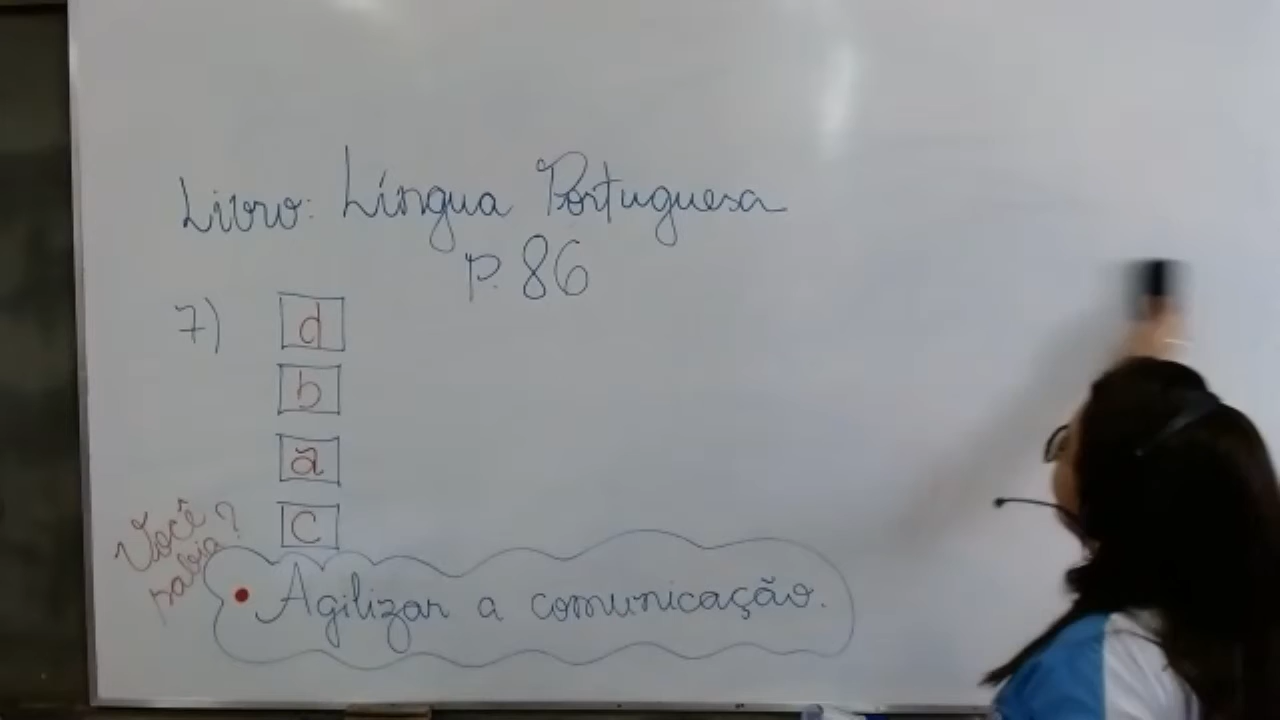 Livro: Língua Portuguesa
p. 86
7) d
b
a
c
Você
sabia?
• Agilizar a comunicação.